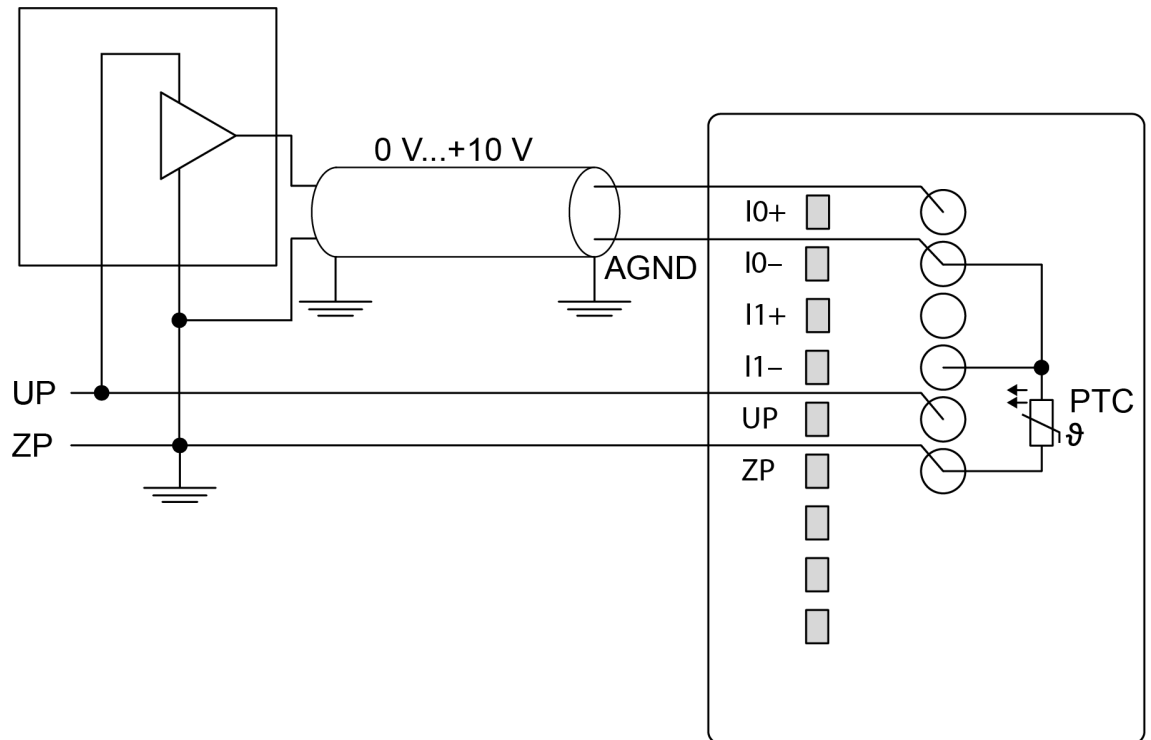 0 V...+10 V
AGND
I0+
I0–
I1+
I1–
UP
ZP
UP
ZP
PTC
ϑ